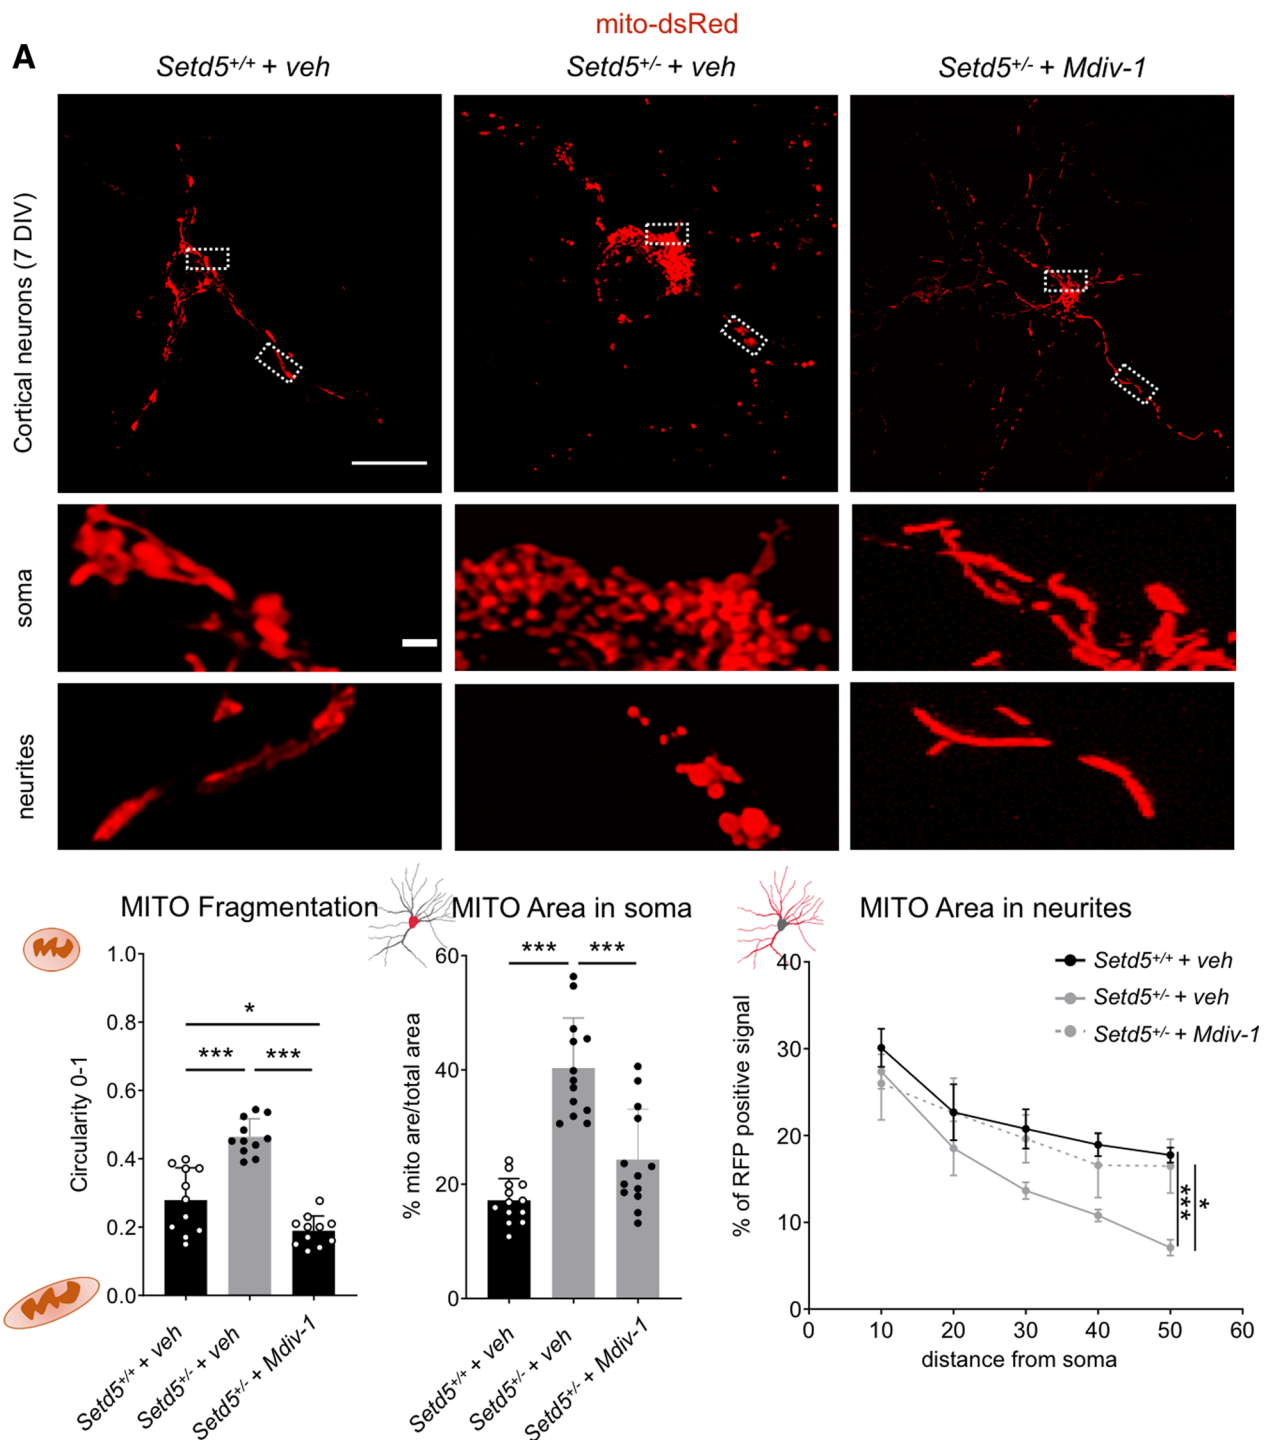 mito-dsRed
A
Setd5+/+ + veh
Setd5+/- + veh
Setd5+/- + Mdiv-1
Cortical neurons (7 DIV)
soma
neurites
MITO Fragmentation
Circularity 0-1
1.0
0.8
0.6
0.4
0.2
0.0
*
***
***
Setd5+/+ + veh
Setd5+/- + veh
Setd5+/- + Mdiv-1
MITO Area in soma
% mito are/total area
60
40
20
0
***
***
Setd5+/+ + veh
Setd5+/- + veh
Setd5+/- + Mdiv-1
MITO Area in neurites
% of RFP positive signal
40
30
20
10
0
Setd5+/+ + veh
Setd5+/- + veh
Setd5+/- + Mdiv-1
***
*
0
10
20
30
40
50
60
distance from soma